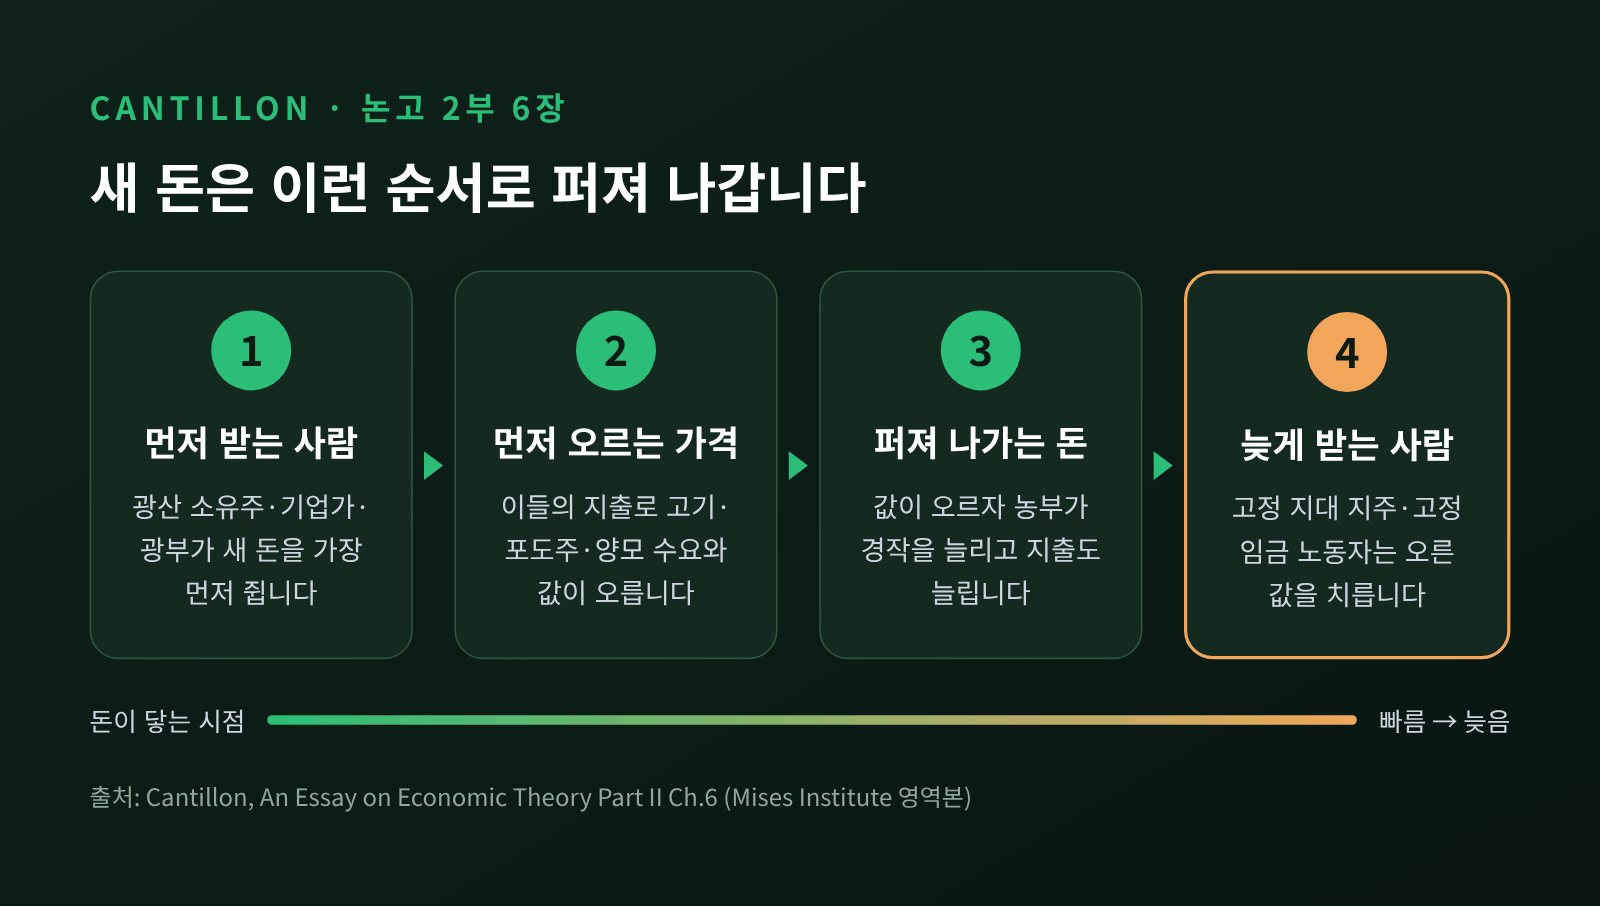 CANTILLON · 논고 2부 6장
새 돈은 이런 순서로 퍼져 나갑니다
1
먼저 받는 사람
광산 소유주·기업가·
광부가 새 돈을 가장
먼저 쥡니다
2
먼저 오르는 가격
이들의 지출로 고기·
포도주·양모 수요와
값이 오릅니다
3
퍼져 나가는 돈
값이 오르자 농부가
경작을 늘리고 지출도
늘립니다
4
늦게 받는 사람
고정 지대 지주·고정
임금 노동자는 오른
값을 치릅니다
돈이 닿는 시점
빠름 → 늦음
출처: Cantillon, An Essay on Economic Theory Part II Ch.6 (Mises Institute 영역본)